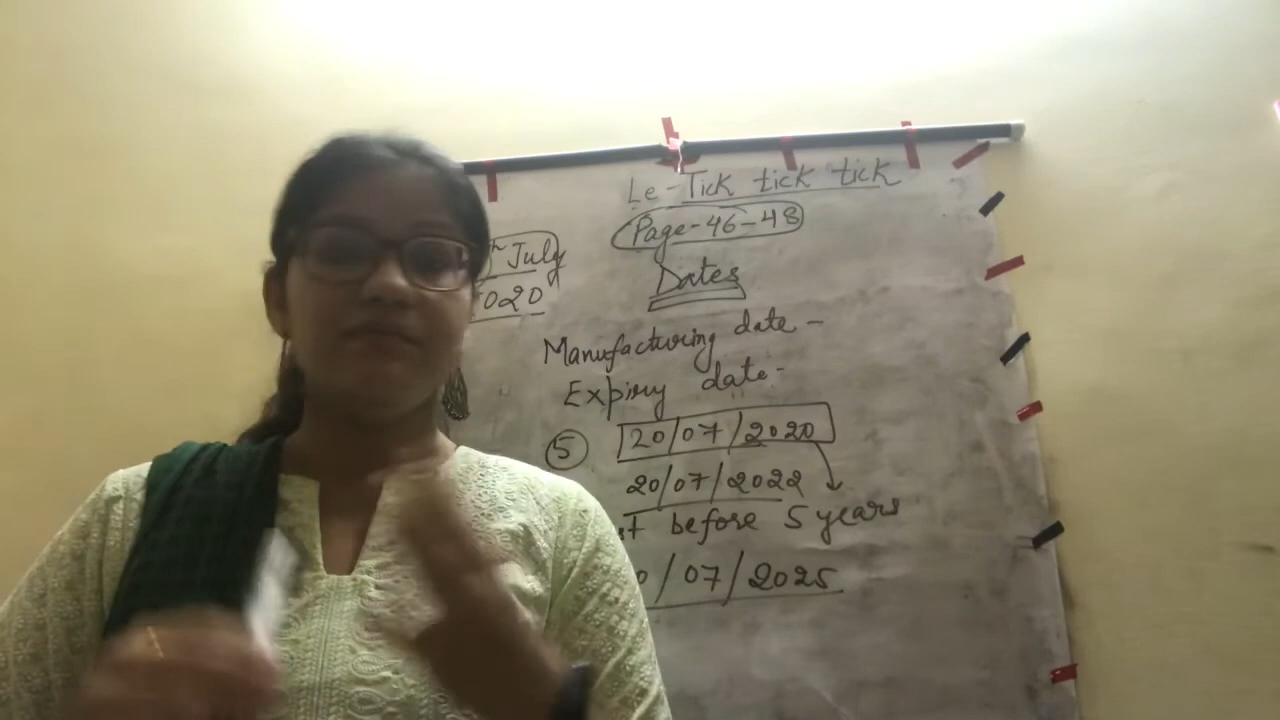 Le-Tick tick tick
Page-46-48
July
2020
Dates
Manufacturing date -
Expiry date -
5 20/07/2020
20/07/2022
before 5 years
/07/2025